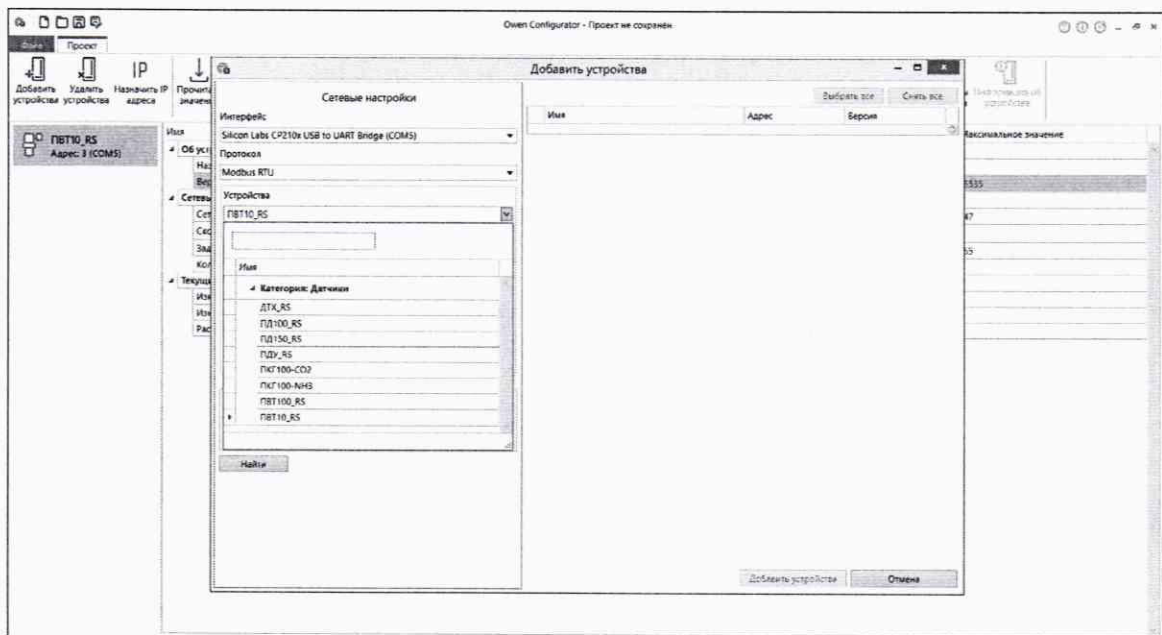 Owen Configurator - Проект не сохранён
Файл
Проект
Добавить устройства
Удалить устройства
Назначить IP адреса
ПВТ10_RS
Адрес: 3 (COM5)
Имя
Максимальное значение
47
Добавить устройства
Сетевые настройки
Интерфейс
Silicon Labs CP210x USB to UART Bridge (COM5)
Протокол
Modbus RTU
Устройства
ПВТ10_RS
Имя
Категория: Датчики
ДТХ_RS
ПД100_RS
ПД150_RS
ПДУ_RS
ПКГ100-CO2
ПКГ100-NH3
ПВТ100_RS
ПВТ10_RS
Найти
Выбрать все
Снять все
Имя
Адрес
Версия
Добавить устройства
Отмена